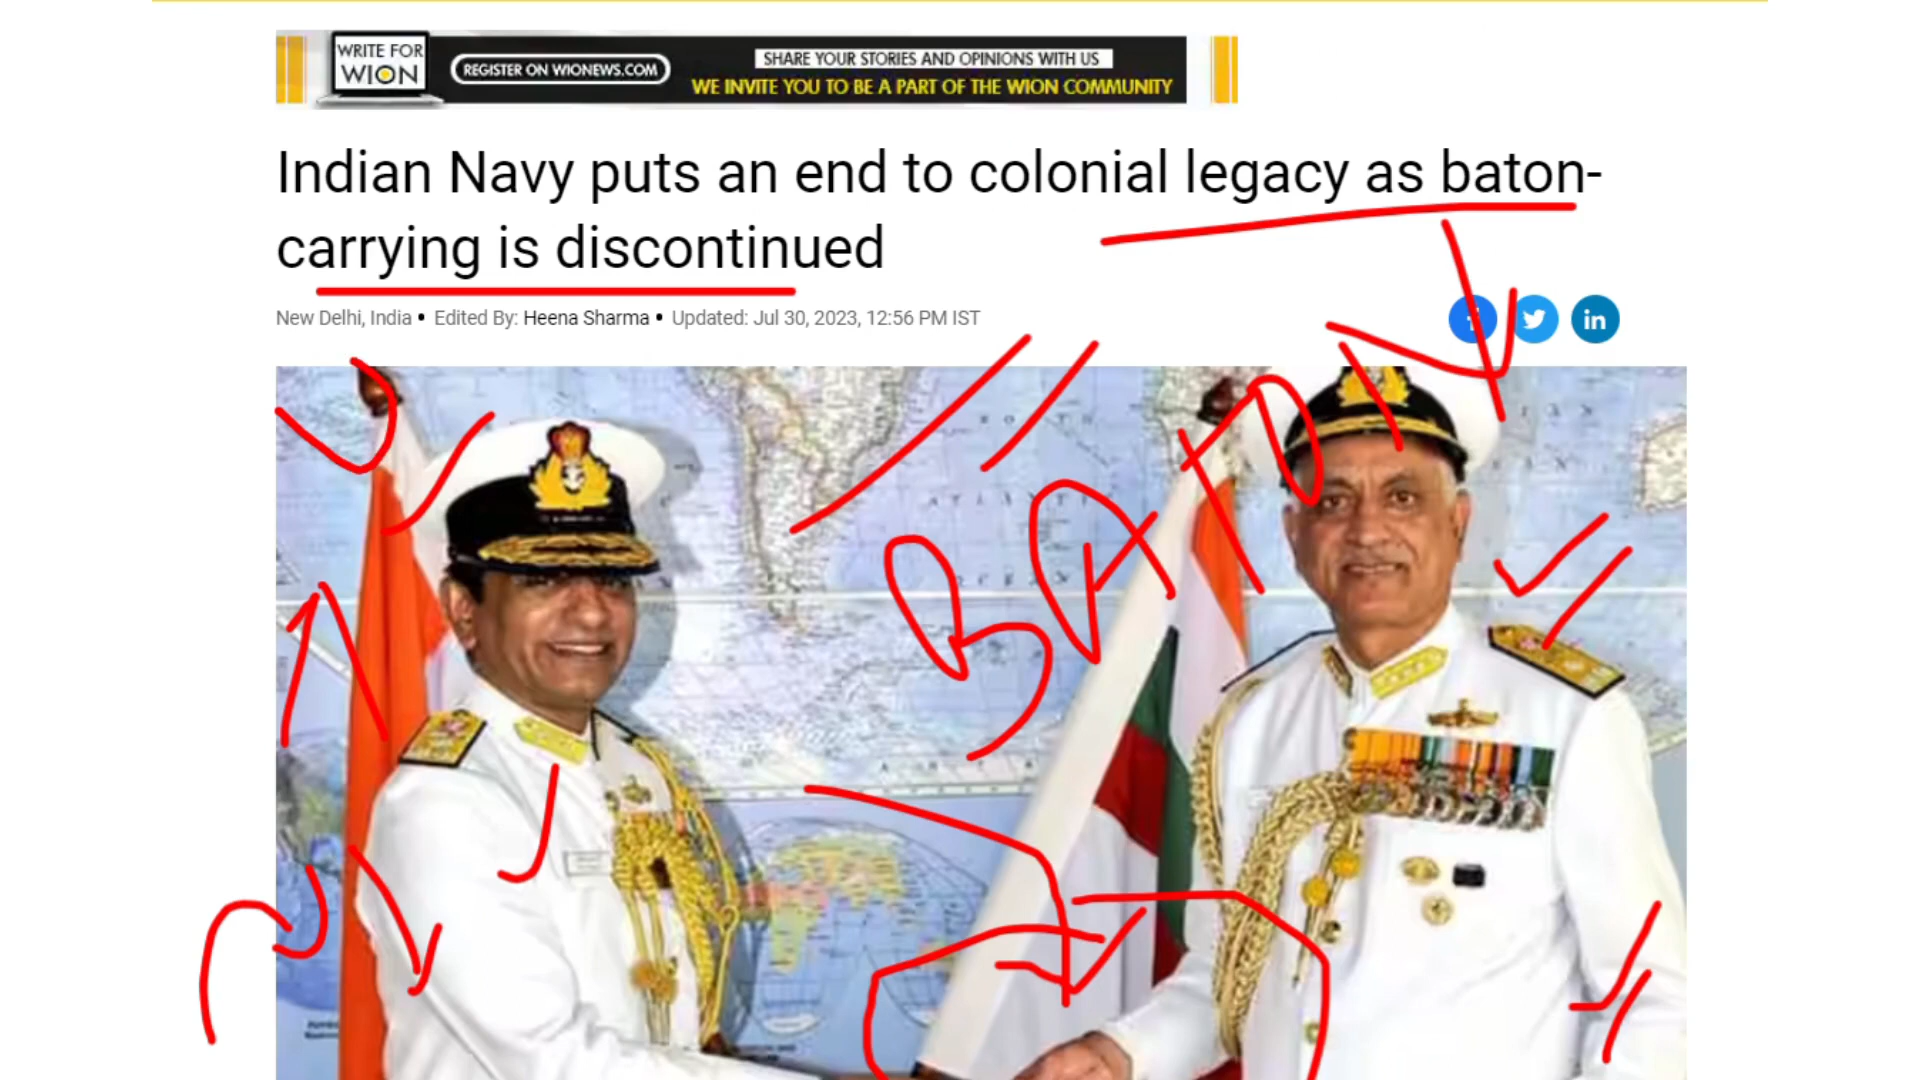 WRITE FOR
WION
REGISTER ON WIONEWS.COM
SHARE YOUR STORIES AND OPINIONS WITH US
WE INVITE YOU TO BE A PART OF THE WION COMMUNITY
Indian Navy puts an end to colonial legacy as baton-
carrying is discontinued
New Delhi, India • Edited By: Heena Sharma • Updated: Jul 30, 2023, 12:56 PM IST
f
in
BATON